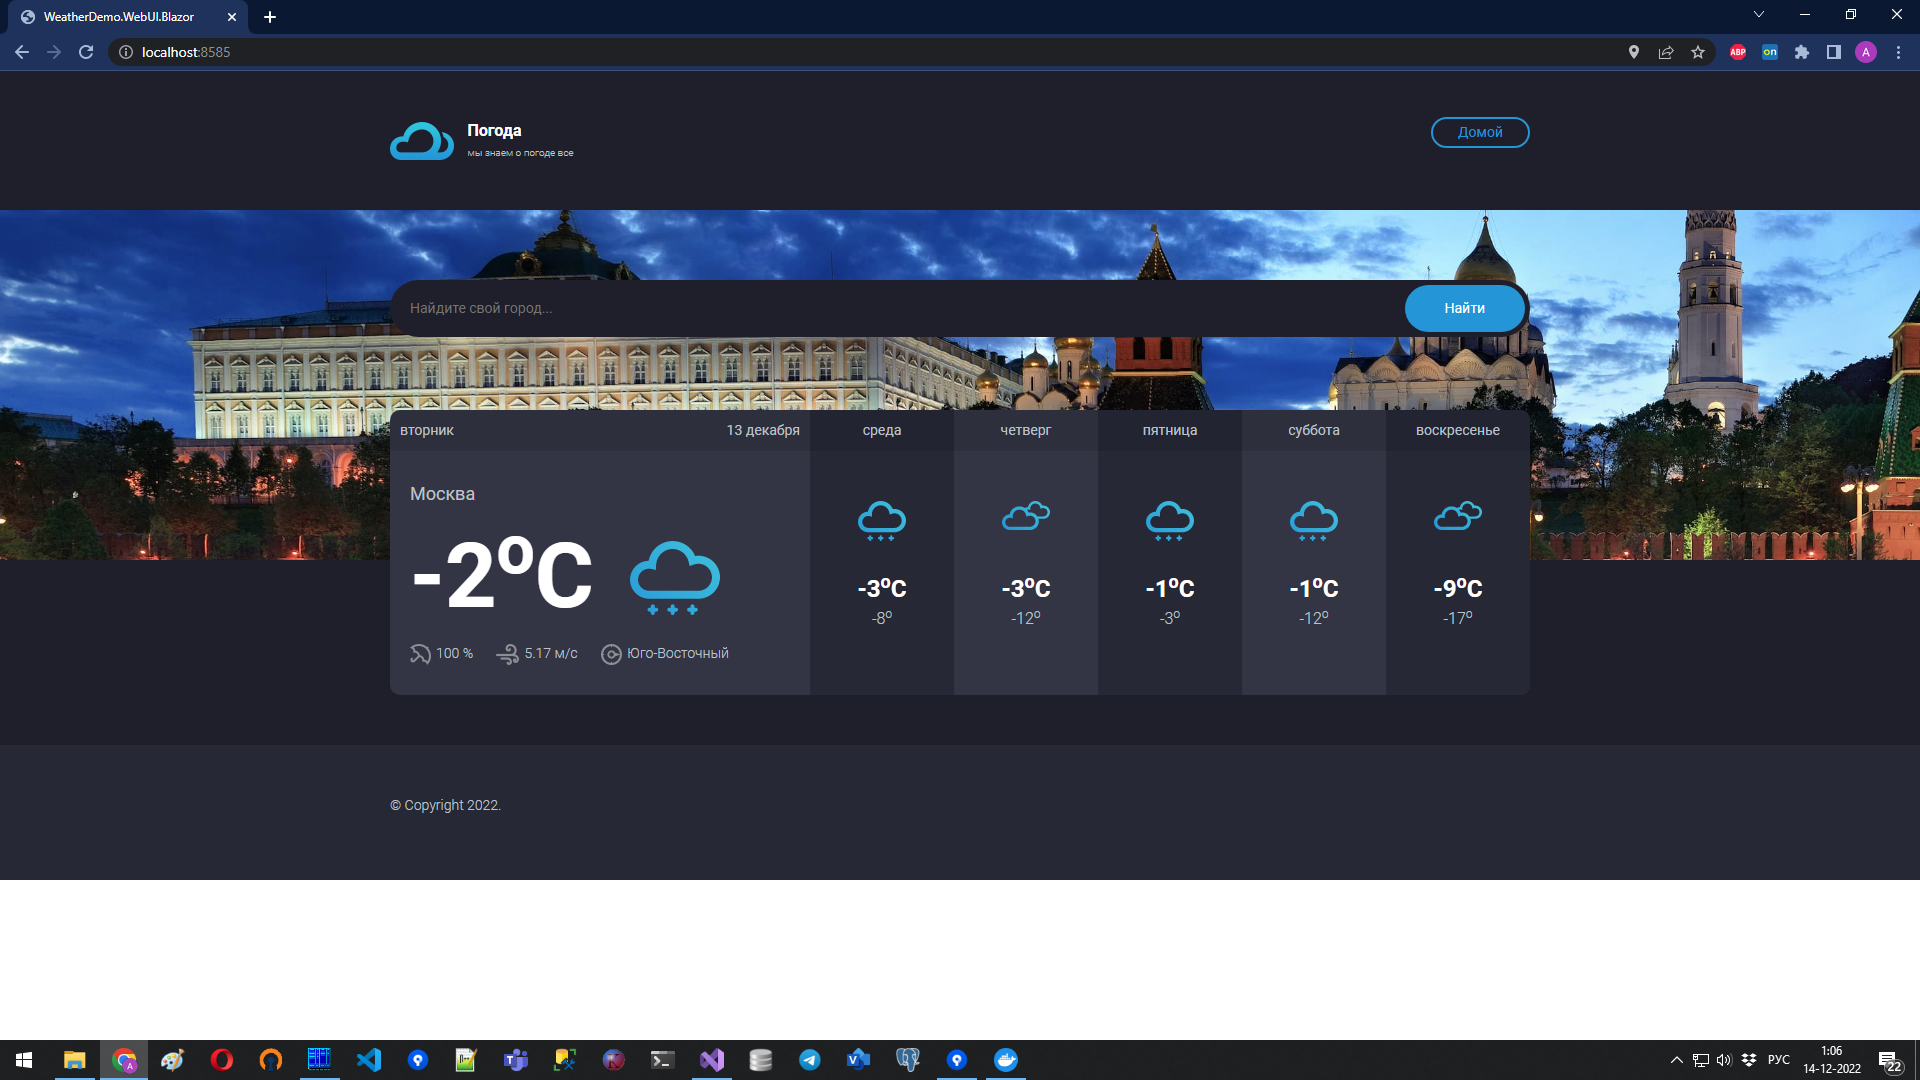 WeatherDemo.WebUI.Blazor
localhost:8585
ABP
on
A
Погода
мы знаем о погоде все
Домой
Найдите свой город...
Найти
вторник
13 декабря
среда
четверг
пятница
суббота
воскресенье
Москва
-2°C
100 %
5.17 м/с
Юго-Восточный
-3°C
-8°
-3°C
-12°
-1°C
-3°
-1°C
-12°
-9°C
-17°
© Copyright 2022.
РУС
1:06
14-12-2022
22